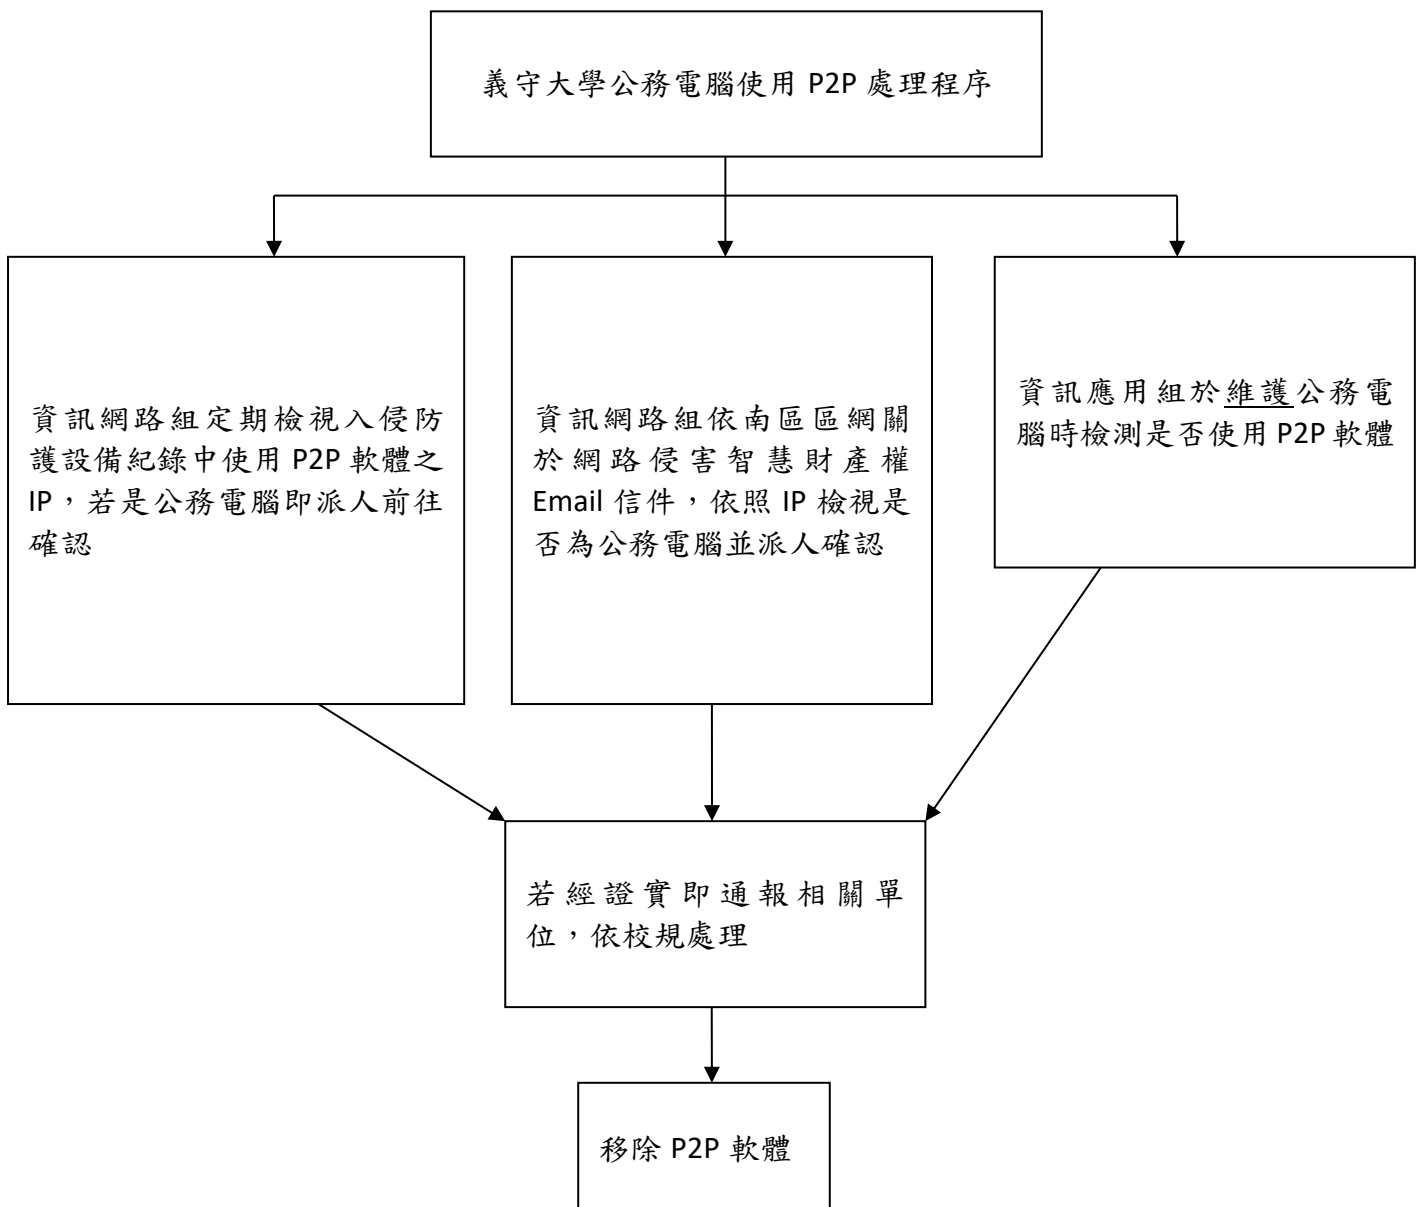 義守大學公務電腦使用 P2P 處理程序
資訊網路組定期檢視入侵防
護設備紀錄中使用 P2P 軟體之
IP，若是公務電腦即派人前往
確認
資訊網路組依南區區網關
於網路侵害智慧財產權
Email 信件，依照 IP 檢視是
否為公務電腦並派人確認
資訊應用組於維護公務電
腦時檢測是否使用 P2P 軟體
若經證實即通報相關單
位，依校規處理
移除 P2P 軟體